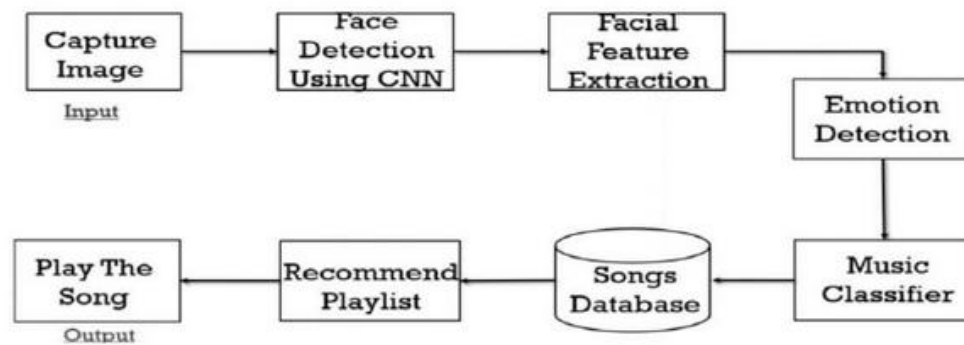 Capture
Image
Input
Face
Detection
Using CNN
Facial
Feature
Extraction
Emotion
Detection
Music
Classifier
Songs
Database
Recommend
Playlist
Play The
Song
Output